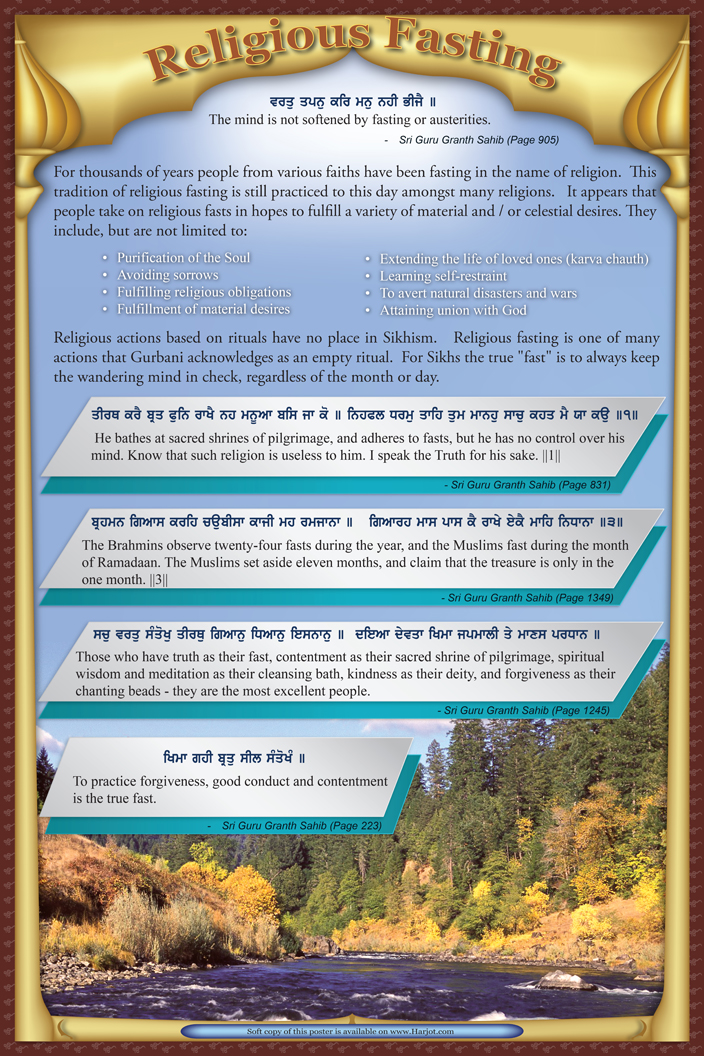 Religious Fasting
ਵਰਤੁ ਤਪਨੁ ਕਰਿ ਮਨੁ ਨਹੀ ਭੀਜੈ ॥
The mind is not softened by fasting or austerities.
- Sri Guru Granth Sahib (Page 905)
For thousands of years people from various faiths have been fasting in the name of religion. This
tradition of religious fasting is still practiced to this day amongst many religions. It appears that
people take on religious fasts in hopes to fulfill a variety of material and / or celestial desires. They
include, but are not limited to:
• Purification of the Soul
• Avoiding sorrows
• Fulfilling religious obligations
• Fulfillment of material desires
• Extending the life of loved ones (karva chauth)
• Learning self-restraint
• To avert natural disasters and wars
• Attaining union with God
Religious actions based on rituals have no place in Sikhism. Religious fasting is one of many
actions that Gurbani acknowledges as an empty ritual. For Sikhs the true "fast" is to always keep
the wandering mind in check, regardless of the month or day.
ਤੀਰਥ ਕਰੈ ਬ੍ਰਤ ਫੁਨਿ ਰਾਖੈ ਨਹ ਮਨੂਆ ਬਸਿ ਜਾ ਕੋ ॥ ਨਿਹਫਲ ਧਰਮੁ ਤਾਹਿ ਤੁਮ ਮਾਨਹੁ ਸਾਚੁ ਕਹਤ ਮੈ ਯਾ ਕਉ ॥੧॥
He bathes at sacred shrines of pilgrimage, and adheres to fasts, but he has no control over his
mind. Know that such religion is useless to him. I speak the Truth for his sake. ||1||
- Sri Guru Granth Sahib (Page 831)
ਬ੍ਰਹਮਨ ਗਿਆਸ ਕਰਹਿ ਚਉਬੀਸਾ ਕਾਜੀ ਮਹ ਰਮਜਾਨਾ ॥ ਗਿਆਰਹ ਮਾਸ ਪਾਸ ਕੈ ਰਾਖੇ ਏਕੈ ਮਾਹਿ ਨਿਧਾਨਾ ॥੩॥
The Brahmins observe twenty-four fasts during the year, and the Muslims fast during the month
of Ramadaan. The Muslims set aside eleven months, and claim that the treasure is only in the
one month. ||3||
- Sri Guru Granth Sahib (Page 1349)
ਸਚੁ ਵਰਤੁ ਸੰਤੋਖੁ ਤੀਰਥੁ ਗਿਆਨੁ ਧਿਆਨੁ ਇਸਨਾਨੁ ॥ ਦਇਆ ਦੇਵਤਾ ਖਿਮਾ ਜਪਮਾਲੀ ਤੇ ਮਾਣਸ ਪਰਧਾਨ ॥
Those who have truth as their fast, contentment as their sacred shrine of pilgrimage, spiritual
wisdom and meditation as their cleansing bath, kindness as their deity, and forgiveness as their
chanting beads - they are the most excellent people.
- Sri Guru Granth Sahib (Page 1245)
ਖਿਮਾ ਗਹੀ ਬ੍ਰਤੁ ਸੀਲ ਸੰਤੋਖੰ ॥
To practice forgiveness, good conduct and contentment
is the true fast.
- Sri Guru Granth Sahib (Page 223)
Soft copy of this poster is available on www.Harjot.com